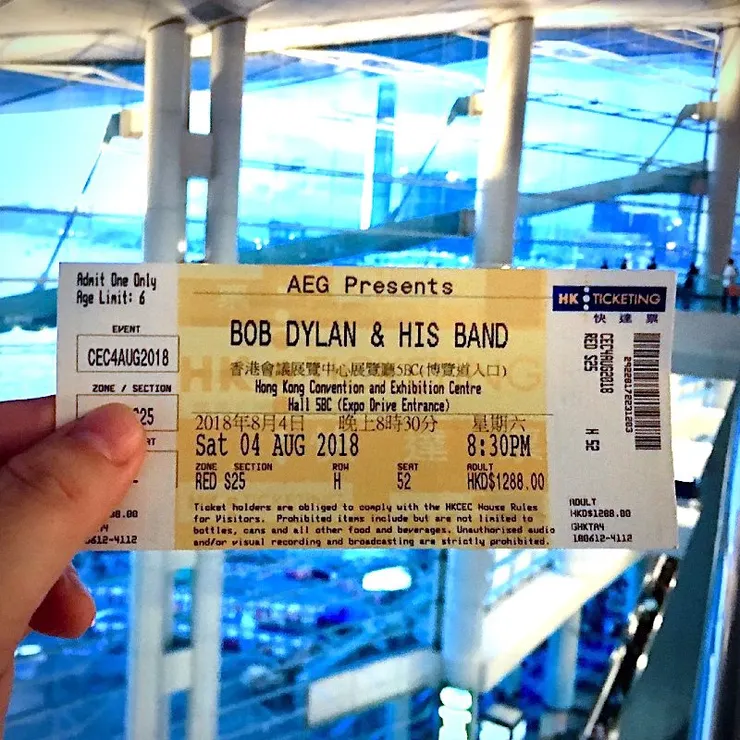 Admit One Only
Age Limit: 6
EVENT
CEC4AUG2018
ZONE / SECTION
S25
AEG Presents
BOB DYLAN & HIS BAND
香港會議展覽中心展覽廳5BC(博覽道入口)
Hong Kong Convention and Exhibition Centre
Hall 5BC (Expo Drive Entrance)
2018年8月4日 晚上8時30分 星期六
Sat 04 AUG 2018 8:30PM
ZONE SECTION ROW SEAT ADULT
RED S25 H 52 HKD$1288.00
Ticket holders are obliged to comply with the HKCEC House Rules
for Visitors. Prohibited items include but are not limited to
bottles, cans and all other food and beverages. Unauthorised audio
and/or visual recording and broadcasting are strictly prohibited.
HK TICKETING
快達票
CEC4AUG2018
RED S25 H 52
ADULT
HKD$1288.00
GHKTA4
180612-4112